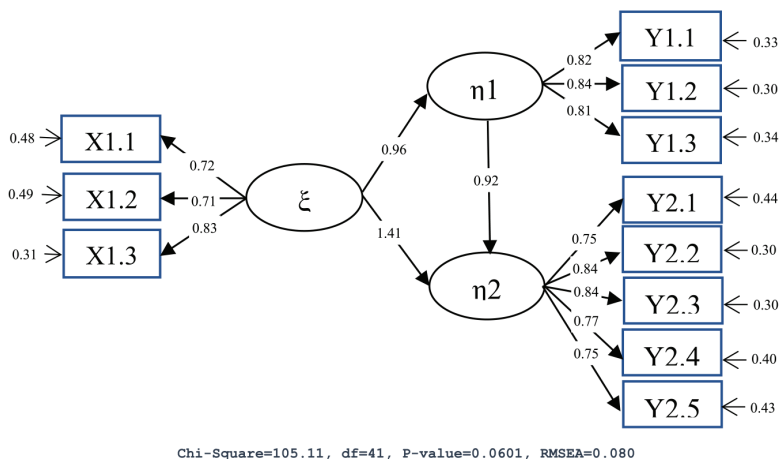 Y1.1
0.33
0.82
η1
0.84
Y1.2
0.30
0.81
Y1.3
0.34
0.48
X1.1
0.72
0.96
0.49
X1.2
0.71
ξ
0.92
0.83
0.31
X1.3
1.41
Y2.1
0.44
0.75
Y2.2
0.30
0.84
η2
0.84
Y2.3
0.30
0.77
Y2.4
0.40
0.75
Y2.5
0.43
Chi-Square=105.11, df=41, P-value=0.0601, RMSEA=0.080